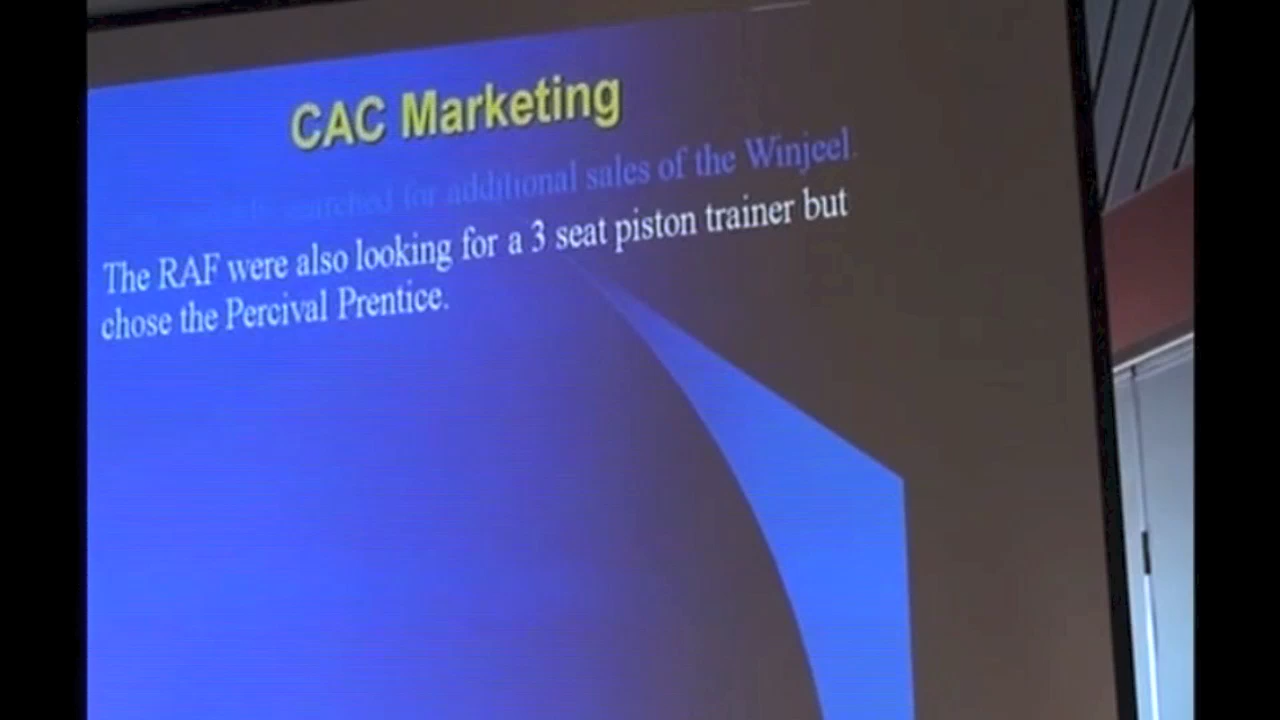 CAC Marketing
searched for additional sales of the Winjeel.
The RAF were also looking for a 3 seat piston trainer but
chose the Percival Prentice.